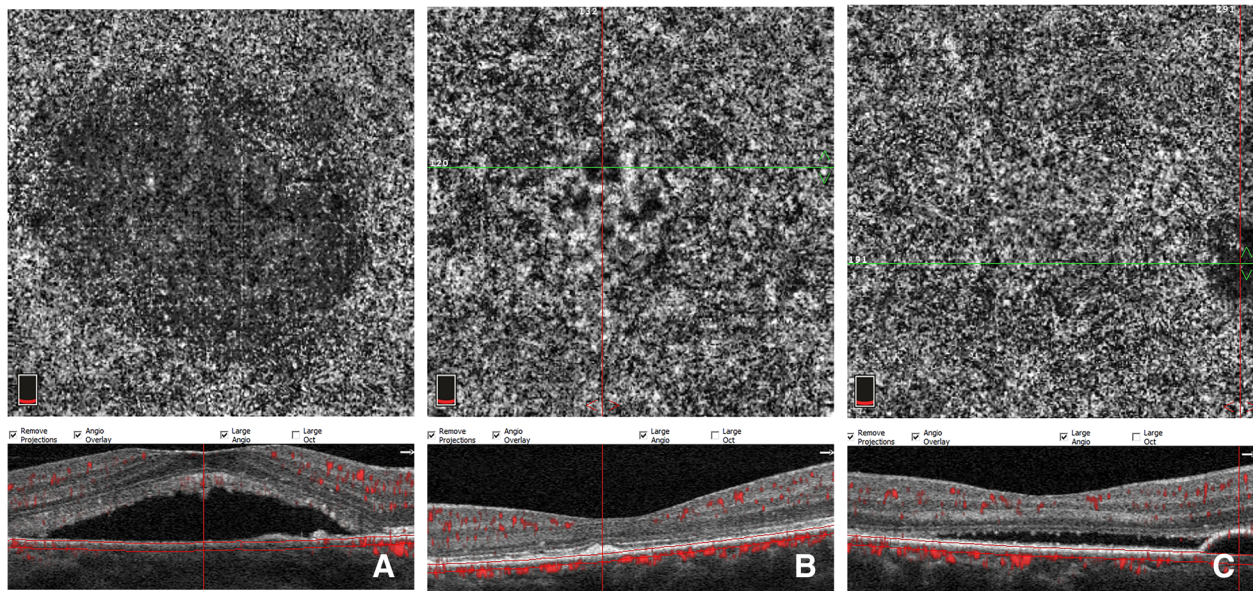 132
120
291
191
Remove Projections
Angio Overlay
Large Angio
Large Oct
Remove Projections
Angio Overlay
Large Angio
Large Oct
Remove Projections
Angio Overlay
Large Angio
Large Oct
A
B
C